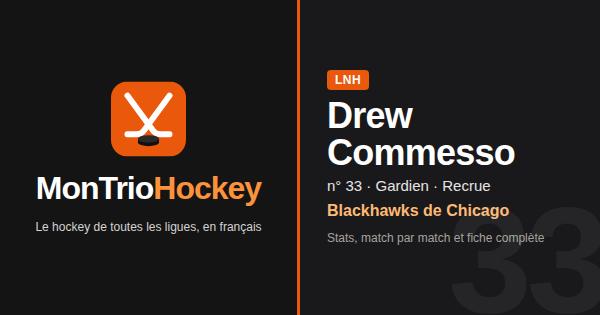 MonTrioHockey
Le hockey de toutes les ligues, en français
LNH
Drew
Commesso
n° 33 · Gardien · Recrue
Blackhawks de Chicago
Stats, match par match et fiche complète
33